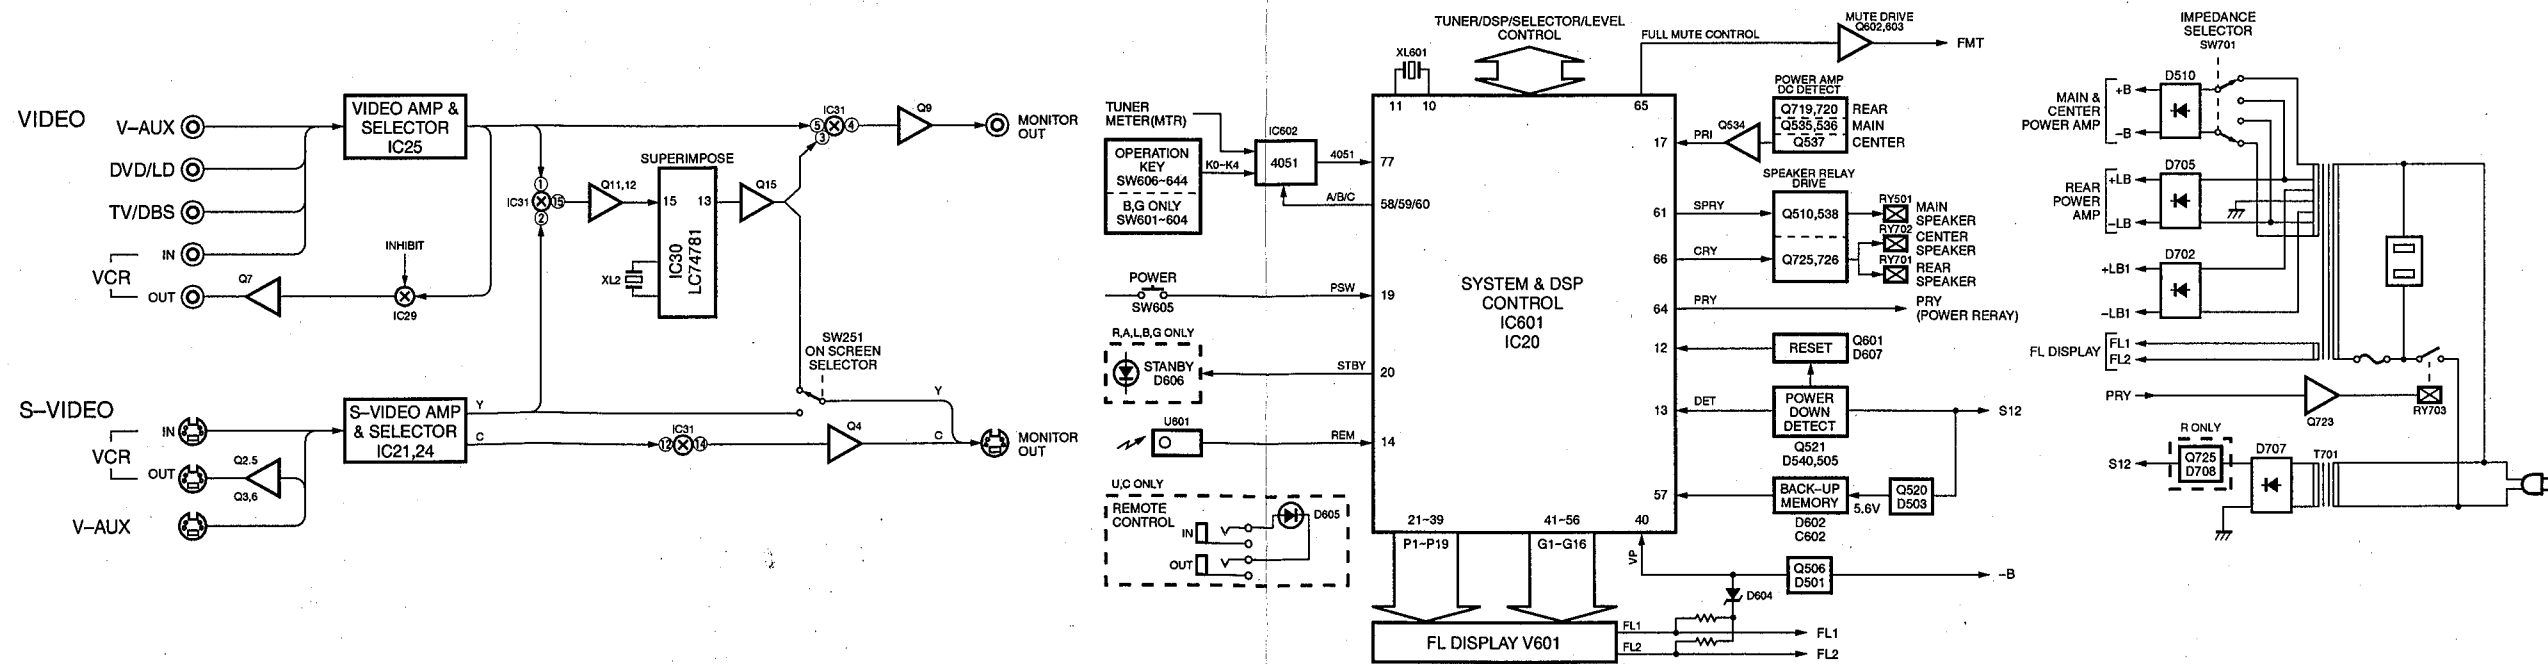 VIDEO
V-AUX
DVD/LD
TV/DBS
VCR
IN
OUT
Q7
INHIBIT
IC29
VIDEO AMP &
SELECTOR
IC25
IC31
1
15
2
Q11,12
SUPERIMPOSE
15
13
IC30
LC74781
XL2
Q15
IC31
5
4
3
Q9
MONITOR
OUT
SW251
ON SCREEN
SELECTOR
S-VIDEO
VCR
IN
OUT
Q2.5
Q3,6
V-AUX
S-VIDEO AMP
& SELECTOR
IC21,24
Y
C
IC31
12
14
Q4
Y
C
MONITOR
OUT
TUNER
METER(MTR)
OPERATION
KEY
SW606~644
B,G ONLY
SW601~604
K0~K4
IC602
4051
4051
A/B/C
POWER
SW605
PSW
R,A,L,B,G ONLY
STANBY
D606
STBY
U801
REM
U,C ONLY
REMOTE
CONTROL
IN
OUT
D605
TUNER/DSP/SELECTOR/LEVEL
CONTROL
XL601
11
10
65
77
58/59/60
19
20
14
17
61
66
64
12
13
57
SYSTEM & DSP
CONTROL
IC601
IC20
21~39
41~56
40
P1~P19
G1~G16
VP
FL DISPLAY V601
FL1
FL2
FL1
FL2
D604
Q506
D501
-B
FULL MUTE CONTROL
MUTE DRIVE
Q602,603
FMT
POWER AMP
DC DETECT
Q719,720
REAR
Q535,536
MAIN
Q537
CENTER
Q534
PRI
SPEAKER RELAY
DRIVE
Q510,538
Q725,726
SPRY
CRY
RY501
MAIN
SPEAKER
RY702
CENTER
SPEAKER
RY701
REAR
SPEAKER
PRY
PRY
(POWER RERAY)
RESET
Q601
D607
DET
POWER
DOWN
DETECT
Q521
D540,505
S12
BACK-UP
MEMORY
D602
C602
5.6V
Q520
D503
IMPEDANCE
SELECTOR
SW701
MAIN &
CENTER
POWER AMP
+B
-B
D510
REAR
POWER
AMP
+LB
-LB
D705
+LB1
-LB1
D702
FL DISPLAY
FL1
FL2
PRY
Q723
RY703
R ONLY
Q725
D708
S12
D707
T701